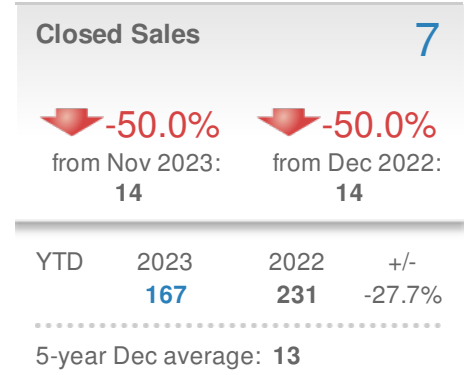 Closed Sales 7
-50.0% -50.0%
from Nov 2023: from Dec 2022:
14 14
YTD 2023 2022 +/-
167 231 -27.7%
5-year Dec average: 13